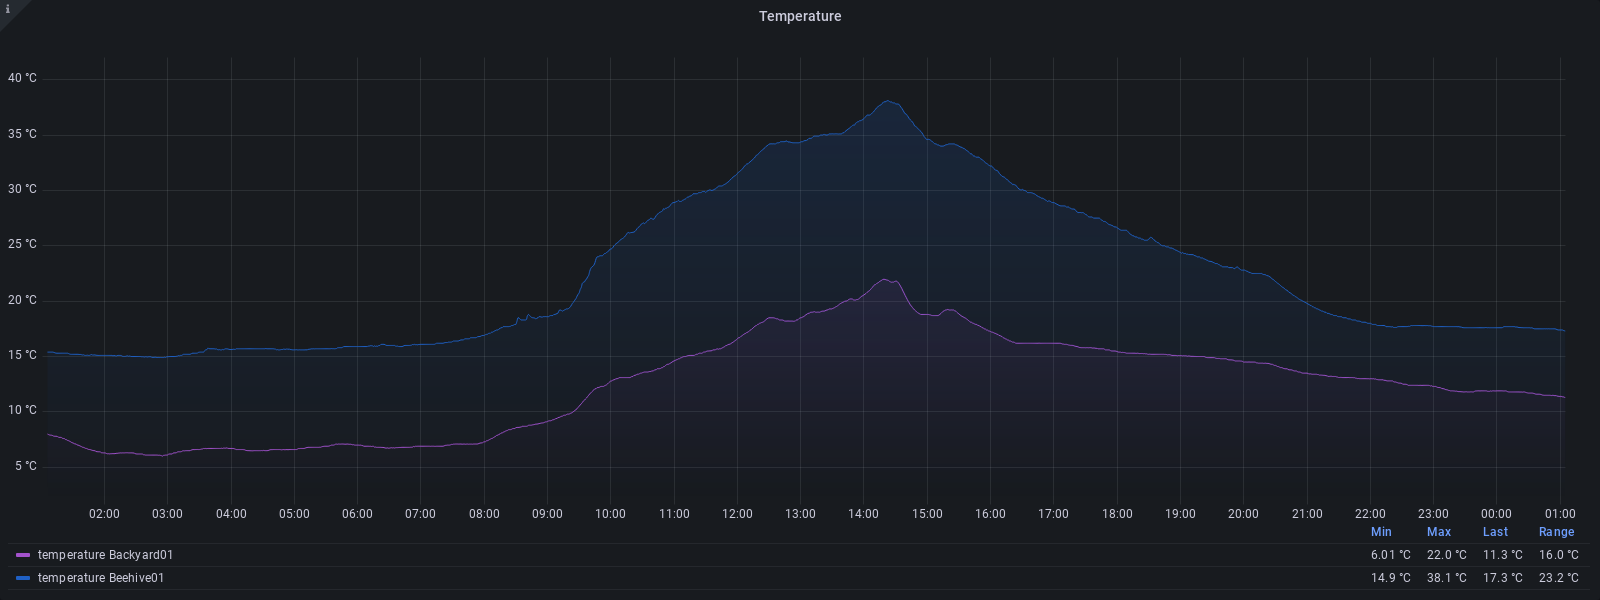 i
Temperature
40 °C
35 °C
30 °C
25 °C
20 °C
15 °C
10 °C
5 °C
02:00 03:00 04:00 05:00 06:00 07:00 08:00 09:00 10:00 11:00 12:00 13:00 14:00 15:00 16:00 17:00 18:00 19:00 20:00 21:00 22:00 23:00 00:00 01:00
Min Max Last Range
temperature Backyard01 6.01 °C 22.0 °C 11.3 °C 16.0 °C
temperature Beehive01 14.9 °C 38.1 °C 17.3 °C 23.2 °C